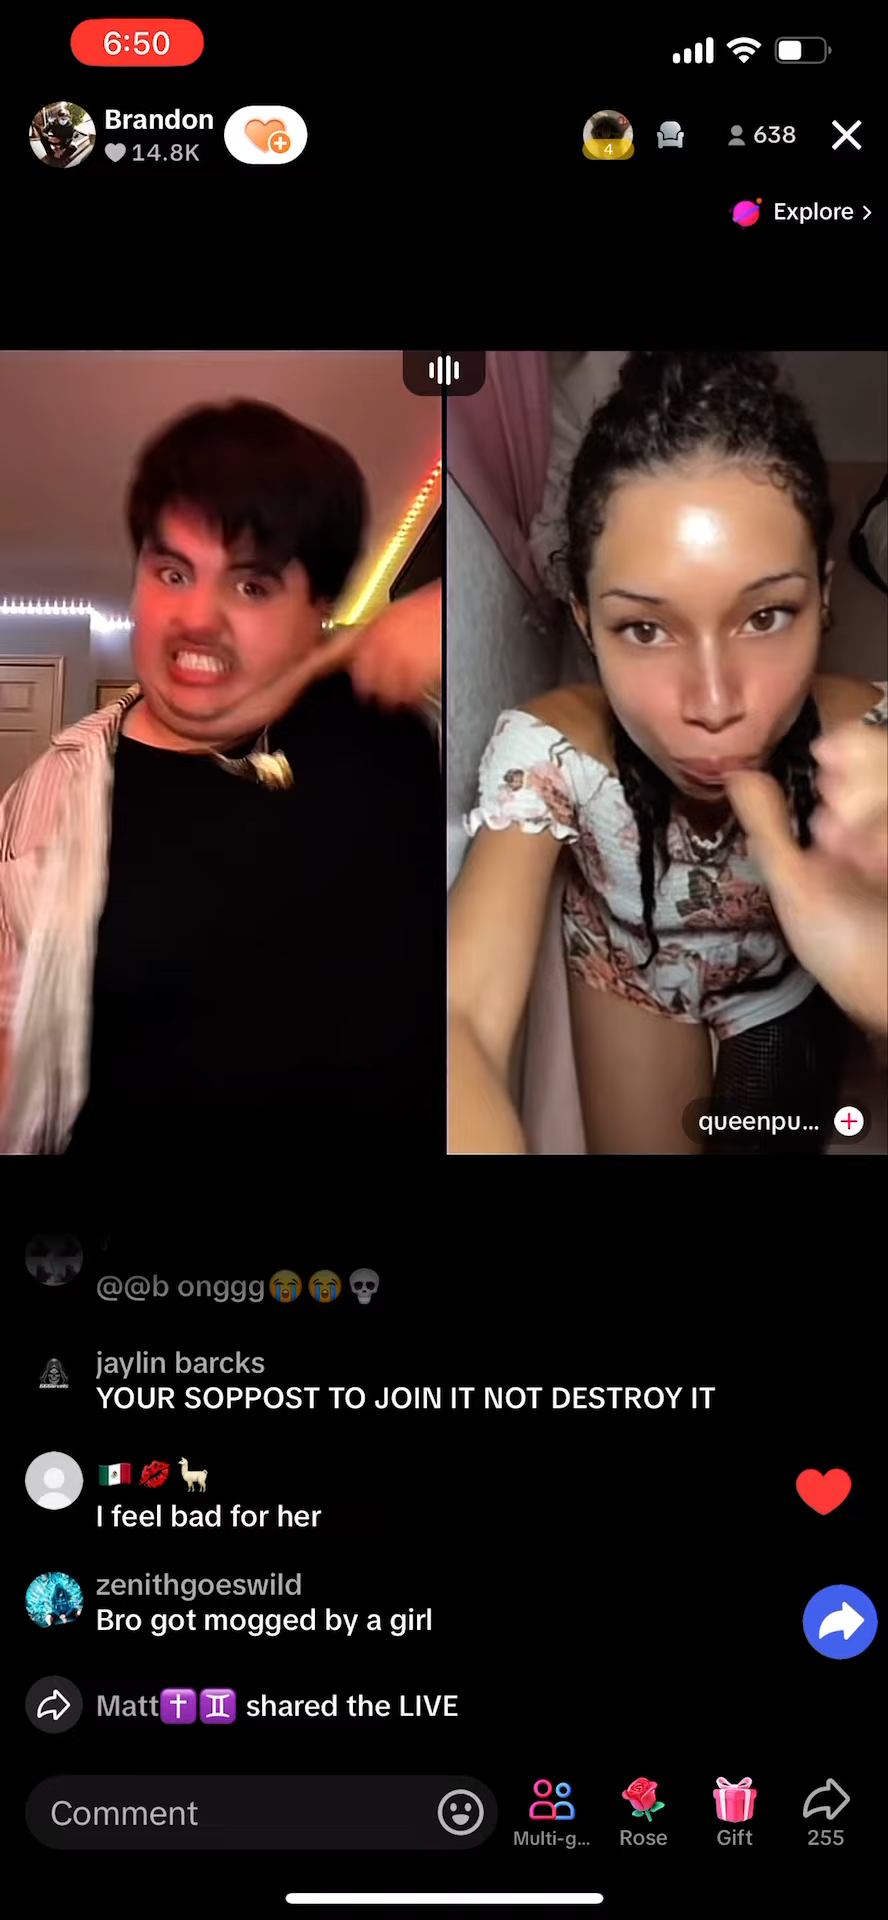 6:50
Brandon
14.8K
4
638
Explore >
queenpu...
@@b onggg😭😭💀
jaylin barcks
YOUR SOPPOST TO JOIN IT NOT DESTROY IT
🇲🇽💋🦙
I feel bad for her
zenithgoeswild
Bro got mogged by a girl
Matt✝️♊ shared the LIVE
Comment
Multi-g...
Rose
Gift
255